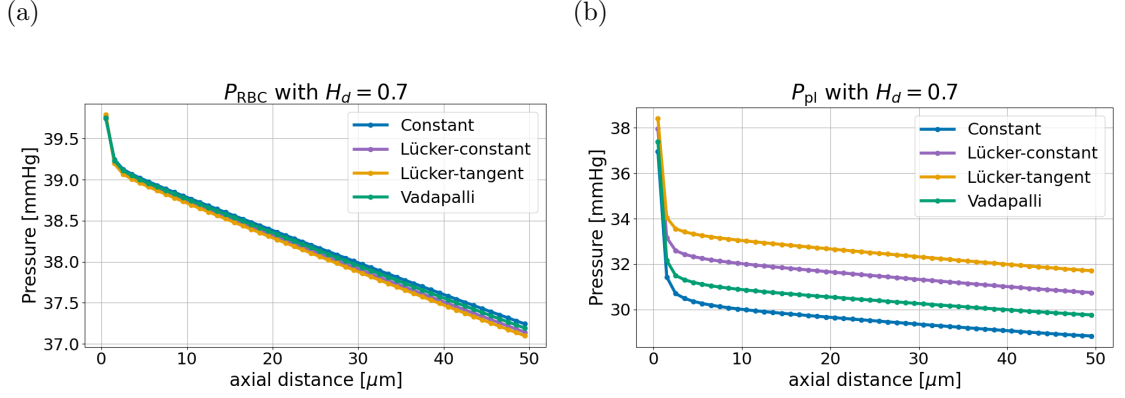 (a)
(b)
P_RBC with H_d = 0.7
39.5
39.0
38.5
38.0
37.5
37.0
Pressure [mmHg]
Constant
Lücker-constant
Lücker-tangent
Vadapalli
0 10 20 30 40 50
axial distance [μm]
P_pl with H_d = 0.7
38
36
34
32
30
Pressure [mmHg]
Constant
Lücker-constant
Lücker-tangent
Vadapalli
0 10 20 30 40 50
axial distance [μm]